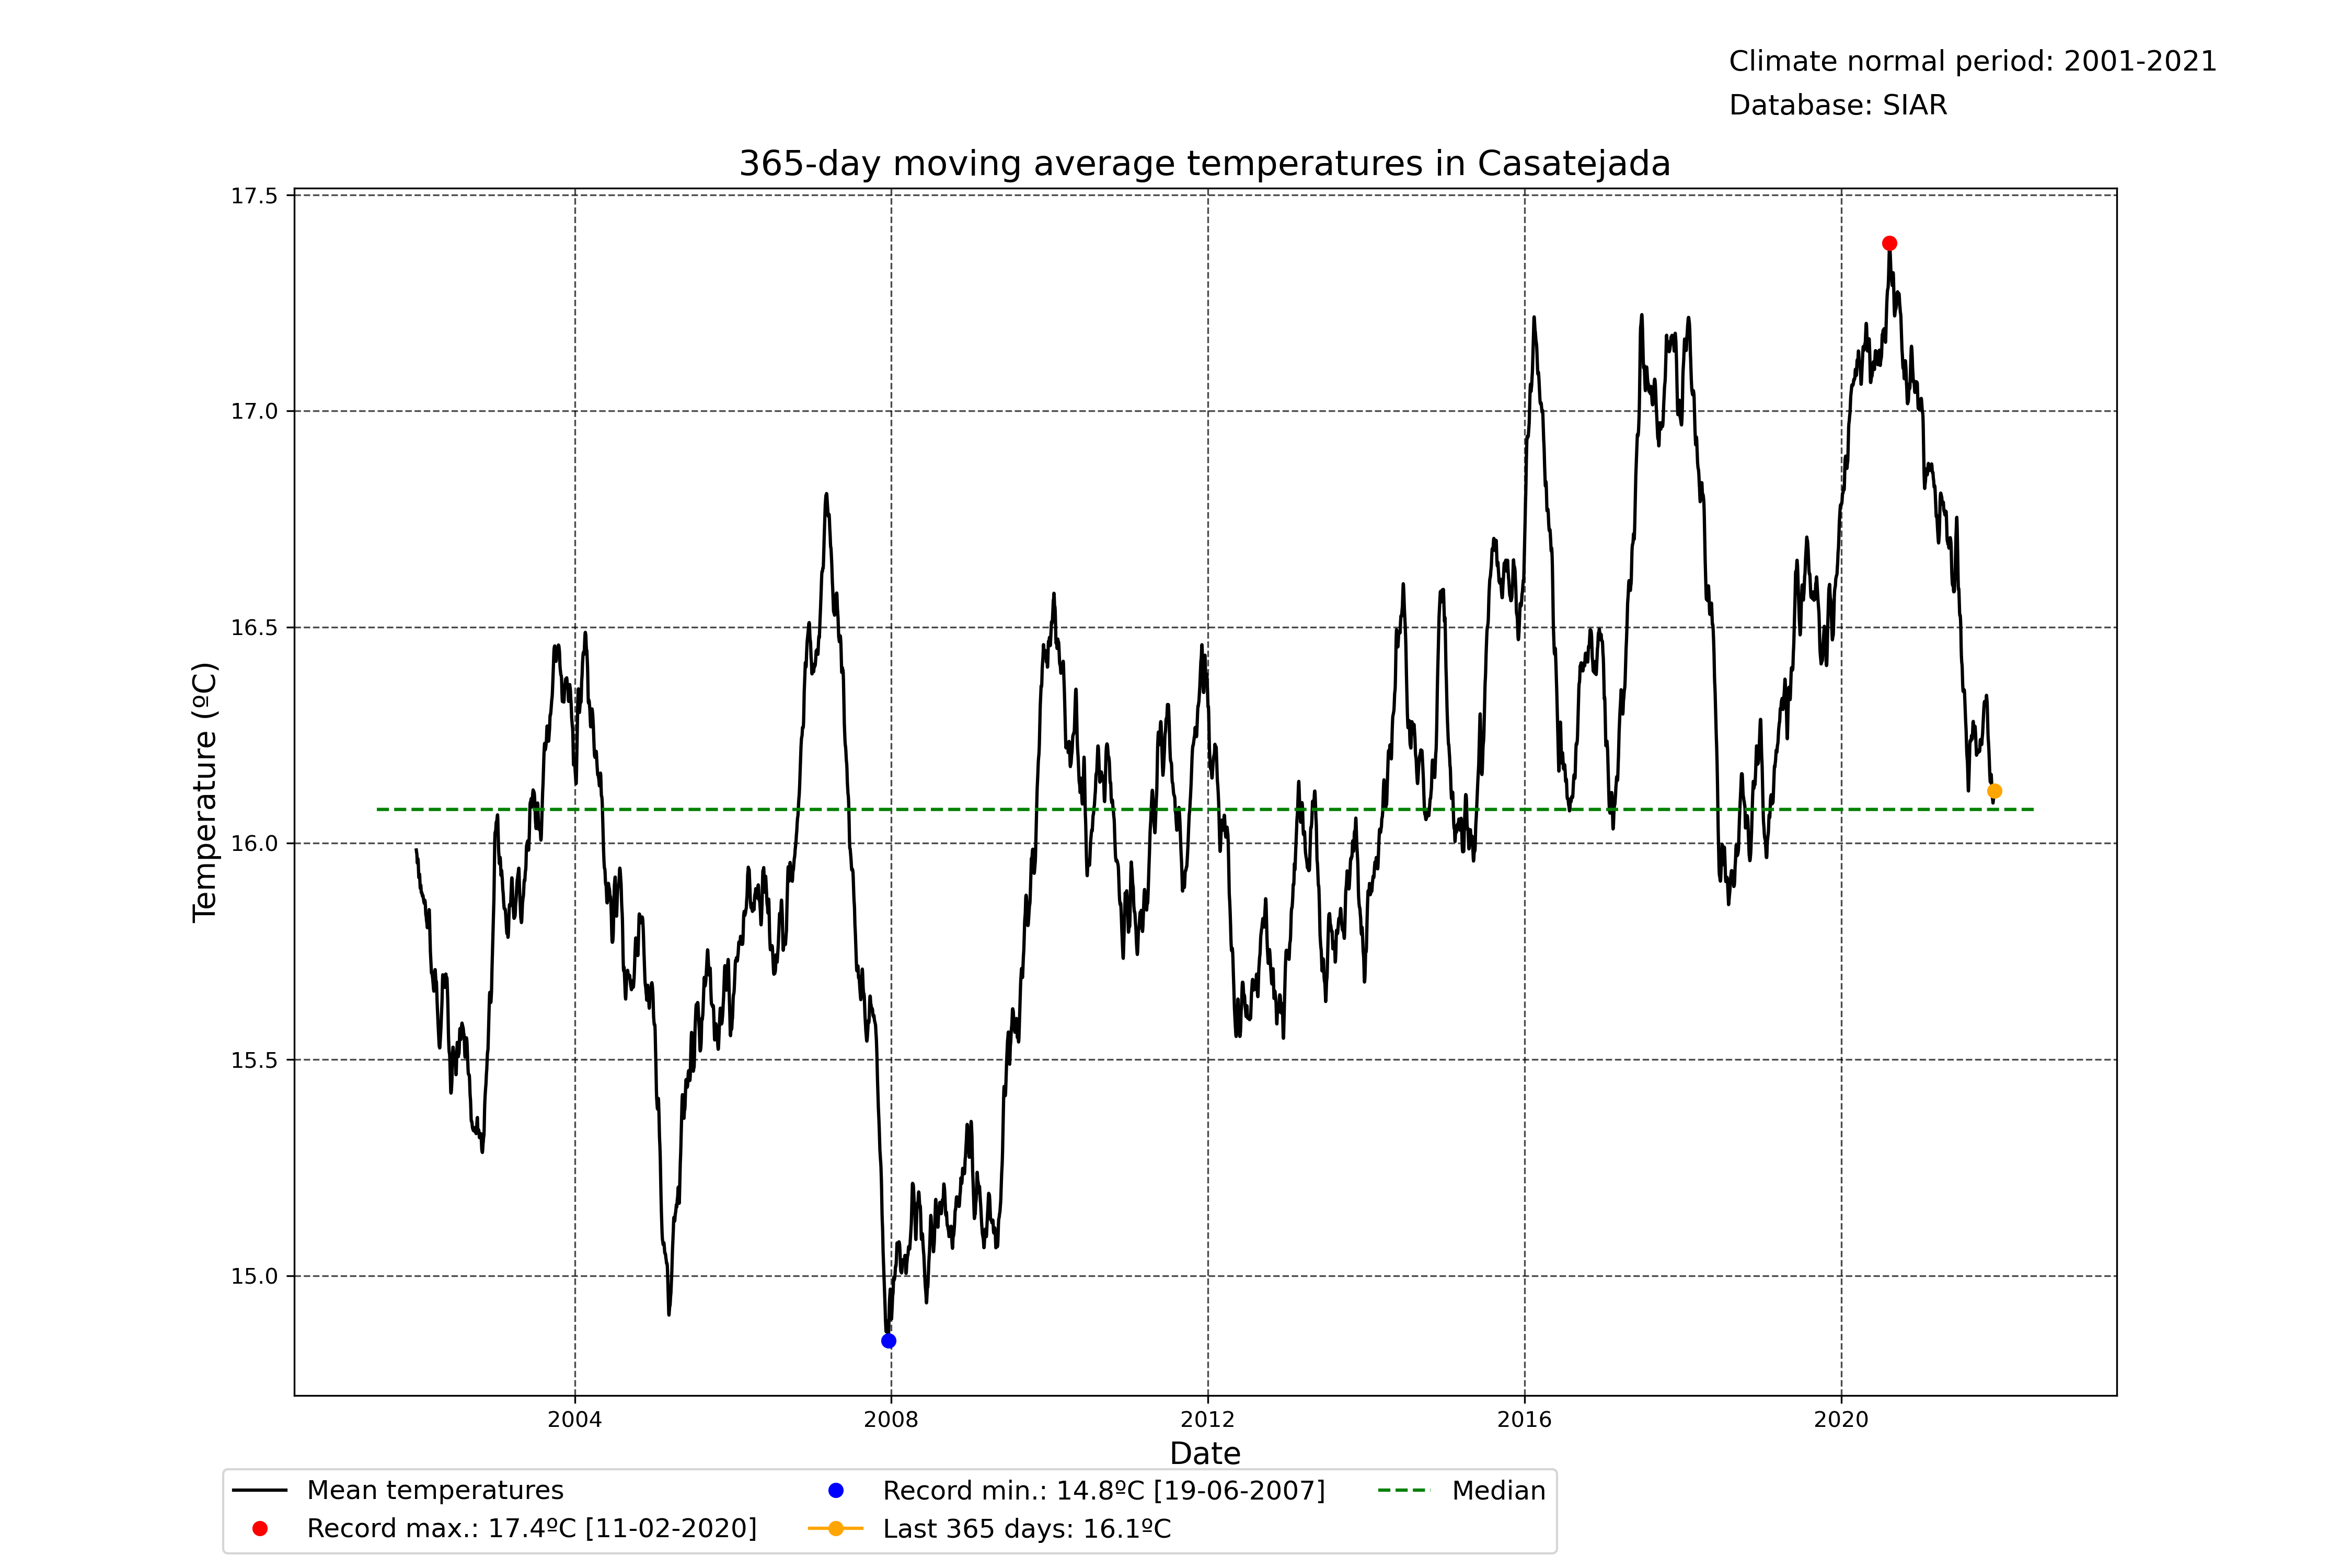 Climate normal period: 2001-2021
Database: SIAR
365-day moving average temperatures in Casatejada
17.5
17.0
16.5
16.0
15.5
15.0
Temperature (ºC)
2004 2008 2012 2016 2020
Date
Mean temperatures
Record max.: 17.4ºC [11-02-2020]
Record min.: 14.8ºC [19-06-2007]
Last 365 days: 16.1ºC
Median